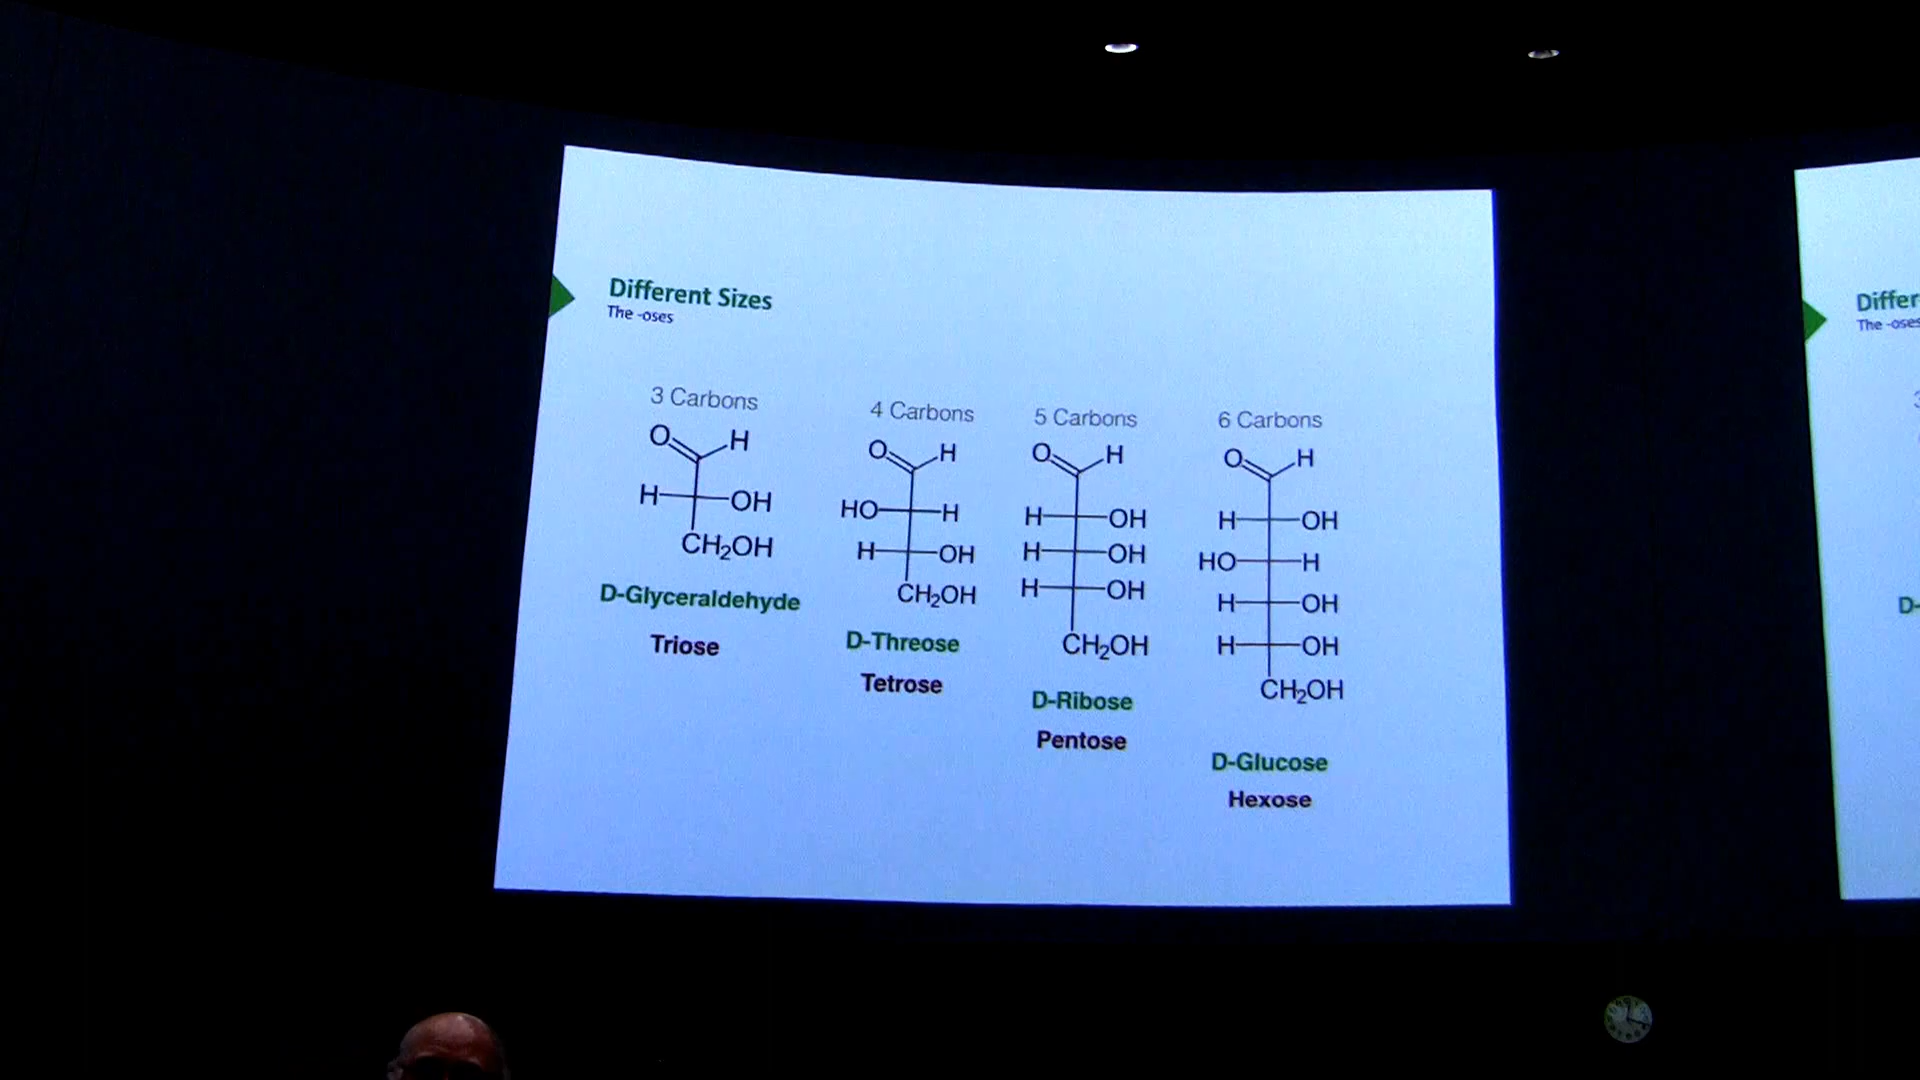 Different Sizes
The -oses
3 Carbons
O H
H OH
CH₂OH
D-Glyceraldehyde
Triose
4 Carbons
O H
HO H
H OH
CH₂OH
D-Threose
Tetrose
5 Carbons
O H
H OH
H OH
H OH
CH₂OH
D-Ribose
Pentose
6 Carbons
O H
H OH
HO H
H OH
H OH
CH₂OH
D-Glucose
Hexose
Differ
The -oses
D-